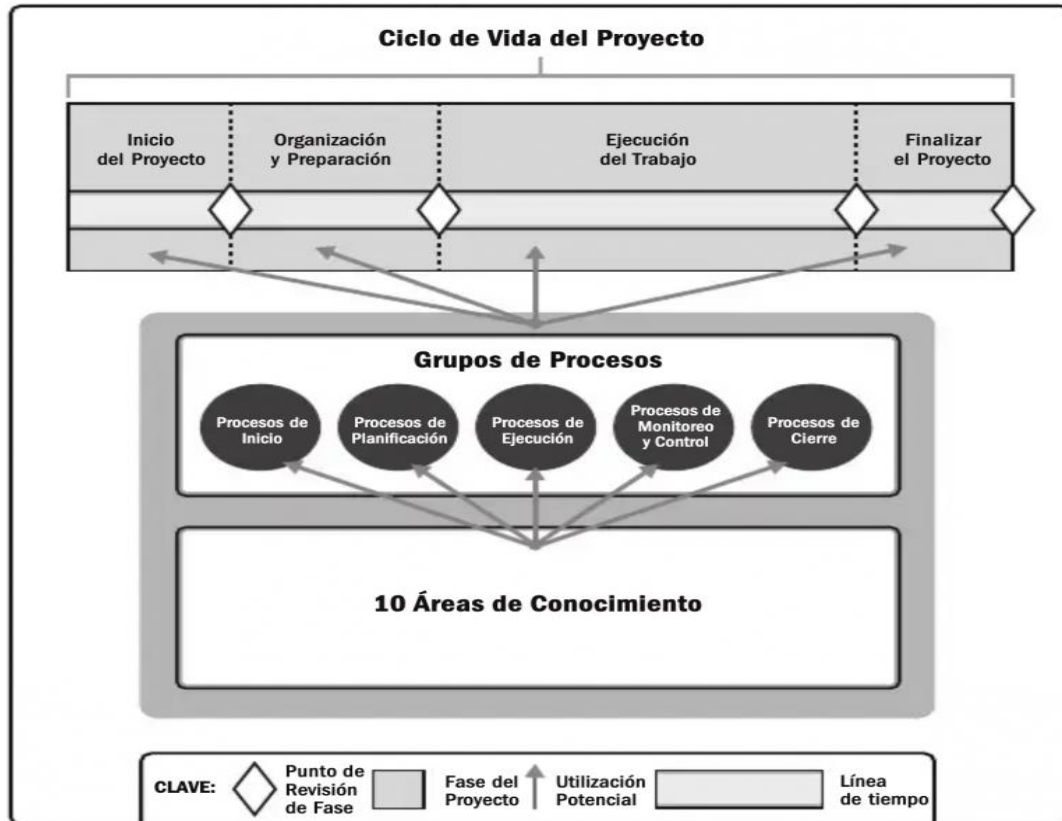 Ciclo de Vida del Proyecto
Inicio
del Proyecto
Organización
y Preparación
Ejecución
del Trabajo
Finalizar
el Proyecto
Grupos de Procesos
Procesos de
Inicio
Procesos de
Planificación
Procesos de
Ejecución
Procesos de
Monitoreo
y Control
Procesos de
Cierre
10 Áreas de Conocimiento
CLAVE:
Punto de
Revisión
de Fase
Fase del
Proyecto
Utilización
Potencial
Línea
de tiempo